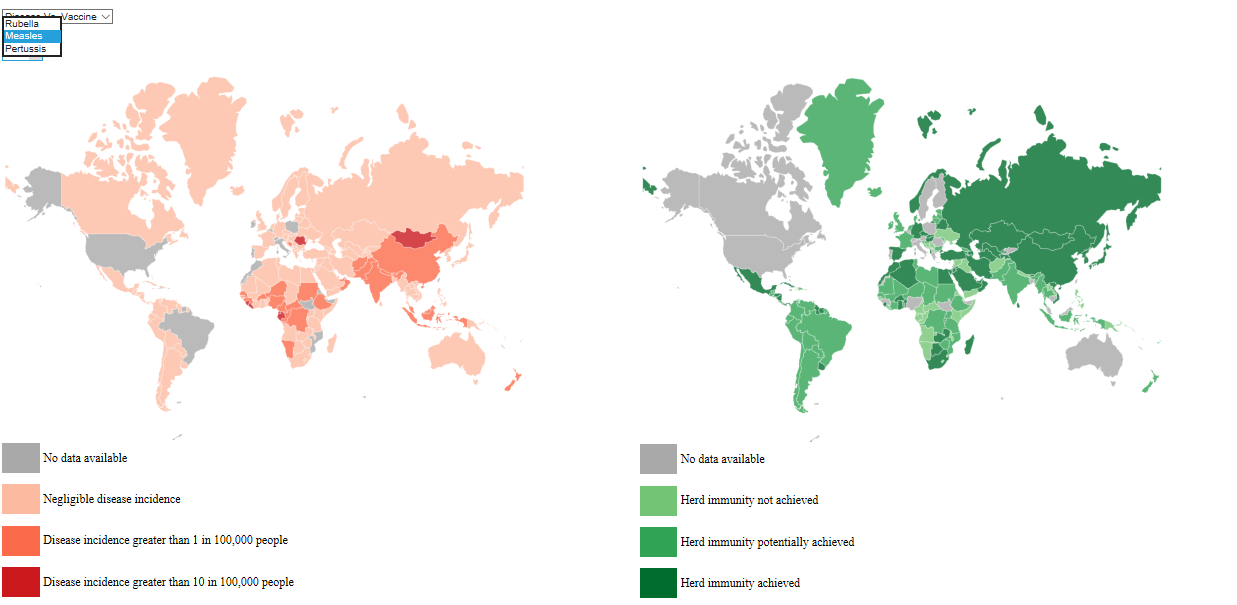 Disease Vs. Vaccine
Rubella
Measles
Pertussis
No data available
Negligible disease incidence
Disease incidence greater than 1 in 100,000 people
Disease incidence greater than 10 in 100,000 people
No data available
Herd immunity not achieved
Herd immunity potentially achieved
Herd immunity achieved